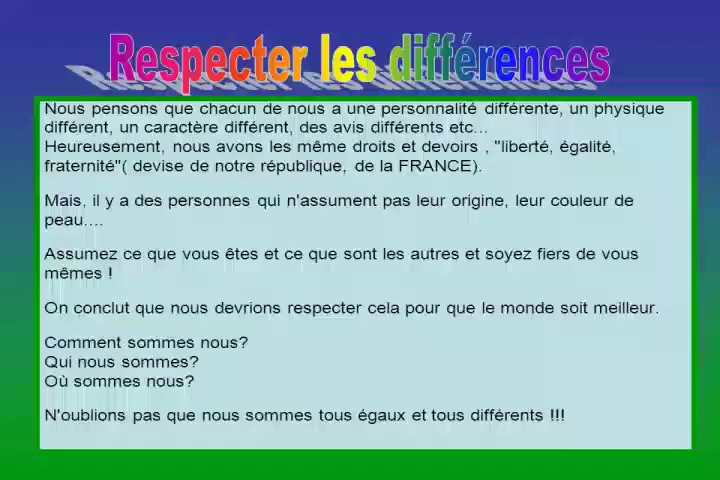 Respecter les différences
Nous pensons que chacun de nous a une personnalité différente, un physique
différent, un caractère différent, des avis différents etc...
Heureusement, nous avons les même droits et devoirs , "liberté, égalité,
fraternité"( devise de notre république, de la FRANCE).
Mais, il y a des personnes qui n'assument pas leur origine, leur couleur de
peau....
Assumez ce que vous êtes et ce que sont les autres et soyez fiers de vous
mêmes !
On conclut que nous devrions respecter cela pour que le monde soit meilleur.
Comment sommes nous?
Qui nous sommes?
Où sommes nous?
N'oublions pas que nous sommes tous égaux et tous différents !!!